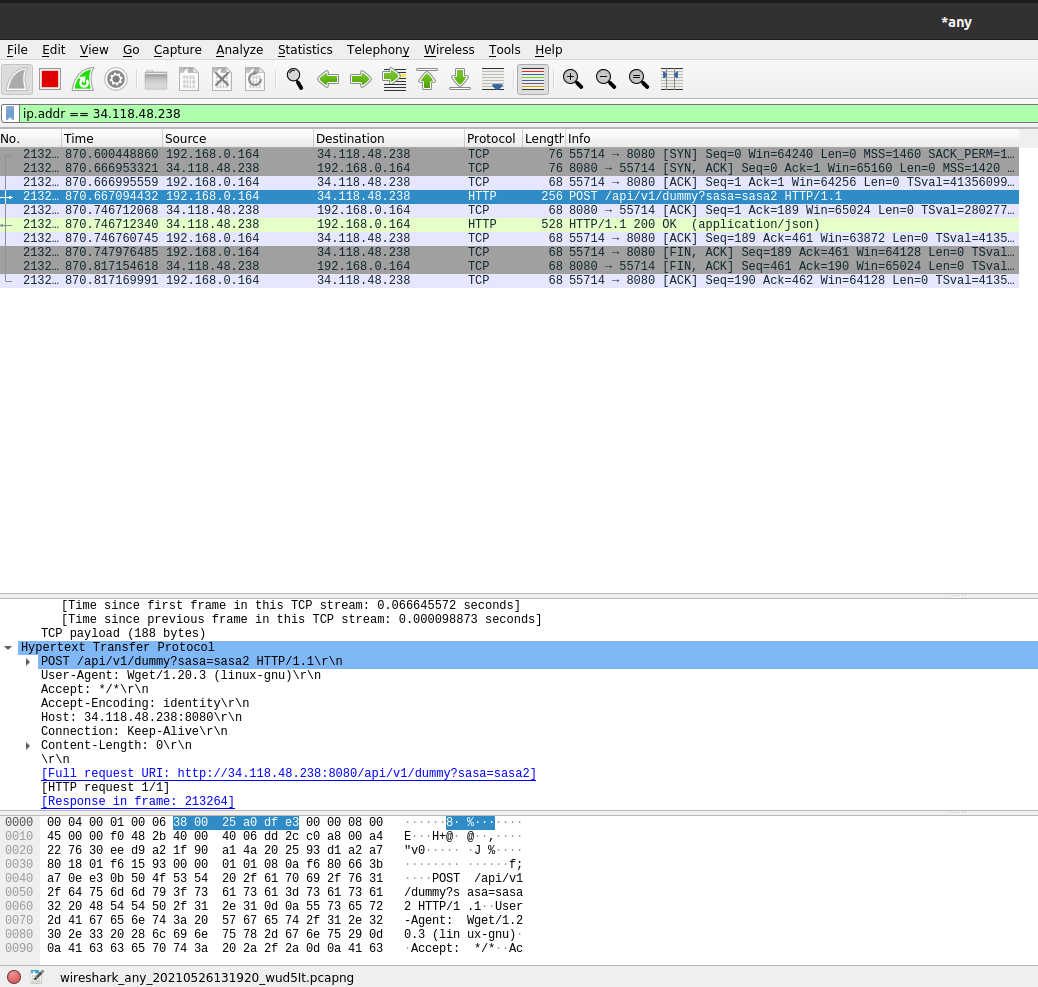 *any
File Edit View Go Capture Analyze Statistics Telephony Wireless Tools Help
ip.addr == 34.118.48.238
No. Time Source Destination Protocol Length Info
2132… 870.600448860 192.168.0.164 34.118.48.238 TCP 76 55714 → 8080 [SYN] Seq=0 Win=64240 Len=0 MSS=1460 SACK_PERM=1…
2132… 870.666953321 34.118.48.238 192.168.0.164 TCP 76 8080 → 55714 [SYN, ACK] Seq=0 Ack=1 Win=65160 Len=0 MSS=1420 …
2132… 870.666995559 192.168.0.164 34.118.48.238 TCP 68 55714 → 8080 [ACK] Seq=1 Ack=1 Win=64256 Len=0 TSval=41356099…
2132… 870.667094432 192.168.0.164 34.118.48.238 HTTP 256 POST /api/v1/dummy?sasa=sasa2 HTTP/1.1
2132… 870.746712068 34.118.48.238 192.168.0.164 TCP 68 8080 → 55714 [ACK] Seq=1 Ack=189 Win=65024 Len=0 TSval=280277…
2132… 870.746712340 34.118.48.238 192.168.0.164 HTTP 528 HTTP/1.1 200 OK  (application/json)
2132… 870.746760745 192.168.0.164 34.118.48.238 TCP 68 55714 → 8080 [ACK] Seq=189 Ack=461 Win=63872 Len=0 TSval=4135…
2132… 870.747976485 192.168.0.164 34.118.48.238 TCP 68 55714 → 8080 [FIN, ACK] Seq=189 Ack=461 Win=64128 Len=0 TSval…
2132… 870.817154618 34.118.48.238 192.168.0.164 TCP 68 8080 → 55714 [FIN, ACK] Seq=461 Ack=190 Win=65024 Len=0 TSval…
2132… 870.817169991 192.168.0.164 34.118.48.238 TCP 68 55714 → 8080 [ACK] Seq=190 Ack=462 Win=64128 Len=0 TSval=4135…
[Time since first frame in this TCP stream: 0.066645572 seconds]
[Time since previous frame in this TCP stream: 0.000098873 seconds]
TCP payload (188 bytes)
Hypertext Transfer Protocol
POST /api/v1/dummy?sasa=sasa2 HTTP/1.1\r\n
User-Agent: Wget/1.20.3 (linux-gnu)\r\n
Accept: */*\r\n
Accept-Encoding: identity\r\n
Host: 34.118.48.238:8080\r\n
Connection: Keep-Alive\r\n
Content-Length: 0\r\n
\r\n
[Full request URI: http://34.118.48.238:8080/api/v1/dummy?sasa=sasa2]
[HTTP request 1/1]
[Response in frame: 213264]
0000 00 04 00 01 00 06 38 00 25 a0 df e3 00 00 08 00 ······8· %·······
0010 45 00 00 f0 48 2b 40 00 40 06 dd 2c c0 a8 00 a4 E···H+@· @··,····
0020 22 76 30 ee d9 a2 1f 90 a1 4a 20 25 93 d1 a2 a7 "v0····· ·J %····
0030 80 18 01 f6 15 93 00 00 01 01 08 0a f6 80 66 3b ········ ······f;
0040 a7 0e e3 0b 50 4f 53 54 20 2f 61 70 69 2f 76 31 ····POST /api/v1
0050 2f 64 75 6d 6d 79 3f 73 61 73 61 3d 73 61 73 61 /dummy?s asa=sasa
0060 32 20 48 54 54 50 2f 31 2e 31 0d 0a 55 73 65 72 2 HTTP/1 .1··User
0070 2d 41 67 65 6e 74 3a 20 57 67 65 74 2f 31 2e 32 -Agent: Wget/1.2
0080 30 2e 33 20 28 6c 69 6e 75 78 2d 67 6e 75 29 0d 0.3 (lin ux-gnu)·
0090 0a 41 63 63 65 70 74 3a 20 2a 2f 2a 0d 0a 41 63 ·Accept: */*··Ac
wireshark_any_20210526131920_wud5It.pcapng